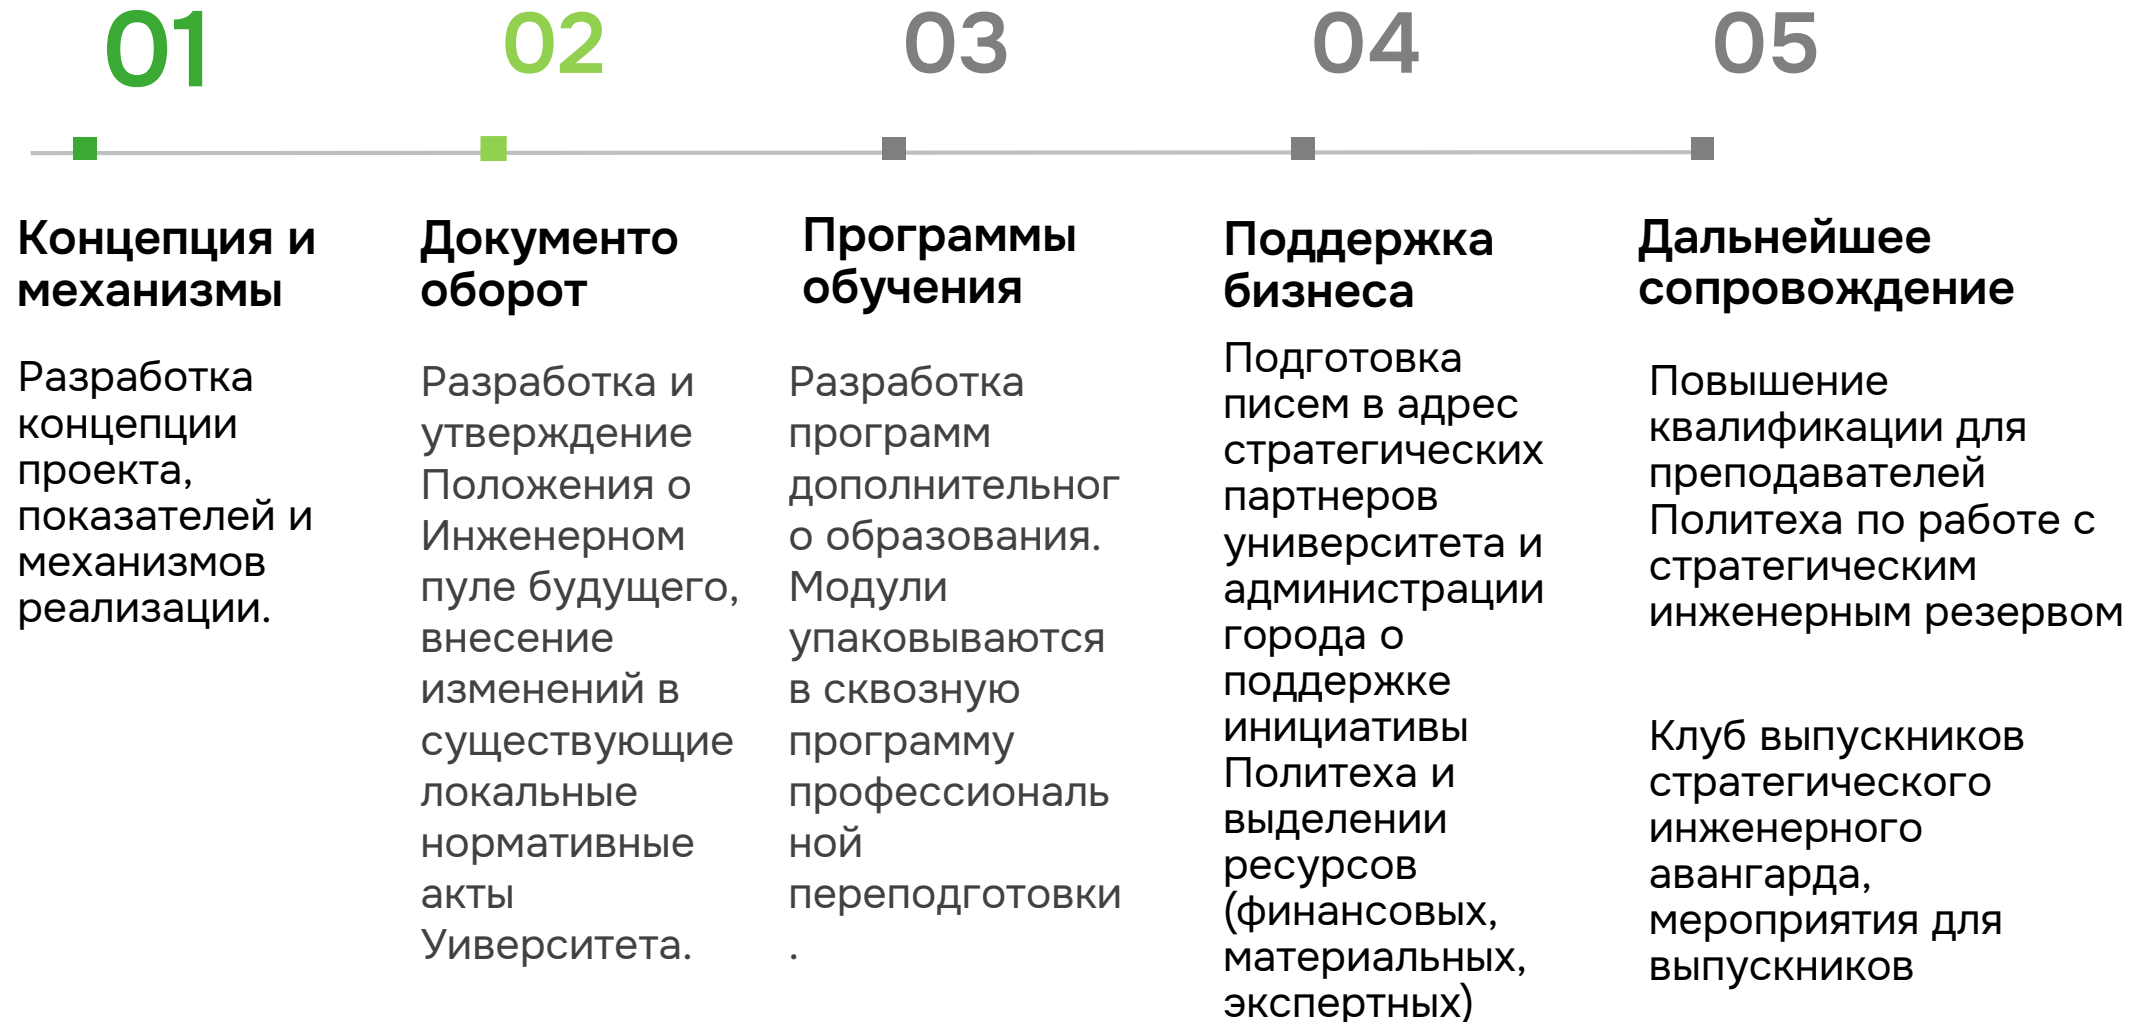 01
02
03
04
05
Концепция и
механизмы
Разработка
концепции
проекта,
показателей и
механизмов
реализации.
Документо
оборот
Разработка и
утверждение
Положения о
Инженерном
пуле будущего,
внесение
изменений в
существующие
локальные
нормативные
акты
Уиверситета.
Программы
обучения
Разработка
программ
дополнительног
о образования.
Модули
упаковываются
в сквозную
программу
профессиональ
ной
переподготовки
.
Поддержка
бизнеса
Подготовка
писем в адрес
стратегических
партнеров
университета и
администрации
города о
поддержке
инициативы
Политеха и
выделении
ресурсов
(финансовых,
материальных,
экспертных)
Дальнейшее
сопровождение
Повышение
квалификации для
преподавателей
Политеха по работе с
стратегическим
инженерным резервом
Клуб выпускников
стратегического
инженерного
авангарда,
мероприятия для
выпускников